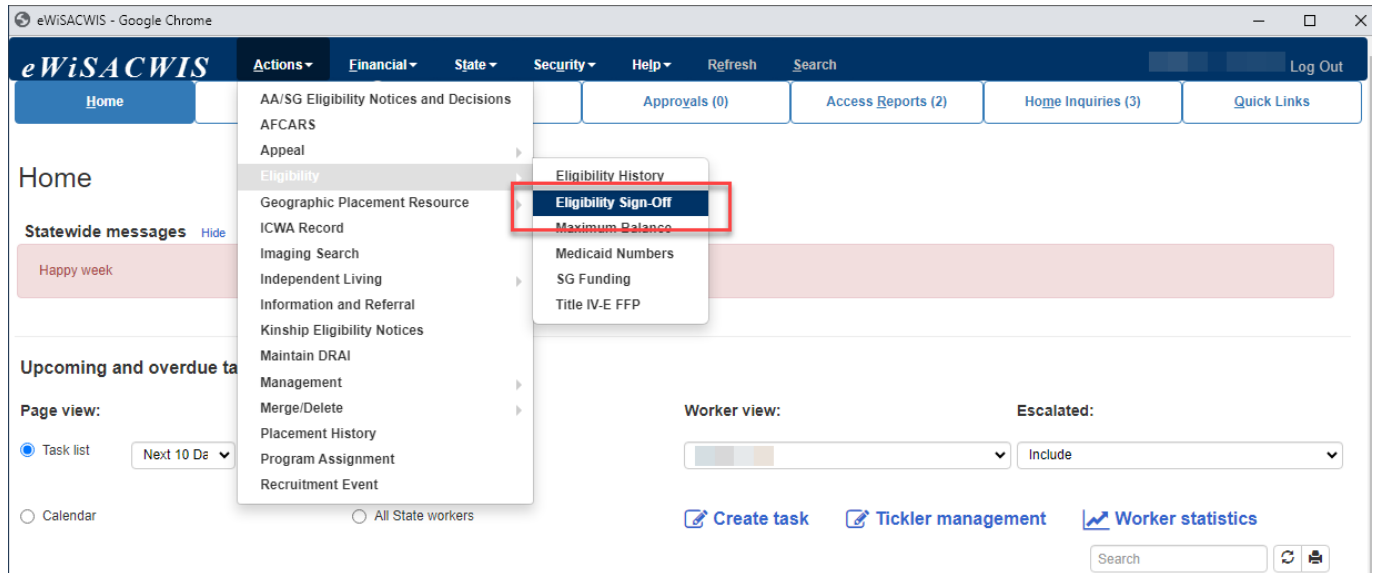 eWiSACWIS - Google Chrome
eWiSACWIS Actions Financial State Security Help Refresh Search Log Out
Home Approvals (0) Access Reports (2) Home Inquiries (3) Quick Links
AA/SG Eligibility Notices and Decisions
AFCARS
Appeal
Eligibility
Geographic Placement Resource
ICWA Record
Imaging Search
Independent Living
Information and Referral
Kinship Eligibility Notices
Maintain DRAI
Management
Merge/Delete
Placement History
Program Assignment
Recruitment Event
Eligibility History
Eligibility Sign-Off
Maximum Balance
Medicaid Numbers
SG Funding
Title IV-E FFP
Home
Statewide messages Hide
Happy week
Upcoming and overdue ta
Page view: Worker view: Escalated:
Task list Next 10 Da Include
Calendar All State workers Create task Tickler management Worker statistics
Search